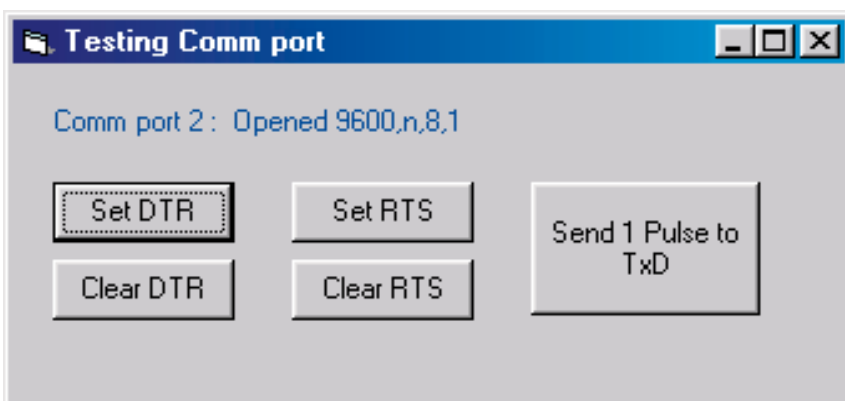 Testing Comm port
Comm port 2 : Opened 9600,n,8,1
Set DTR
Set RTS
Send 1 Pulse to
TxD
Clear DTR
Clear RTS